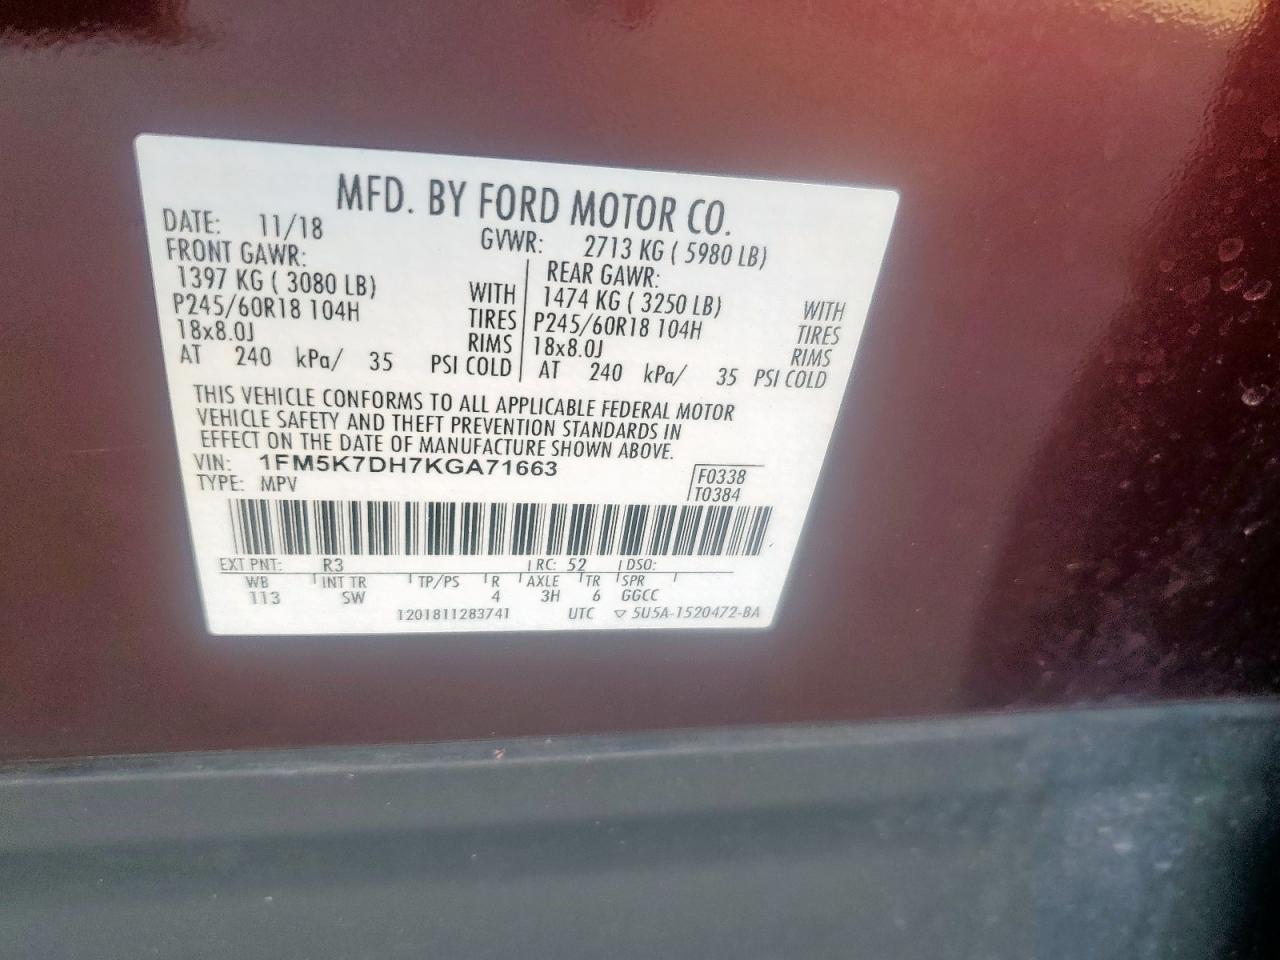 MFD. BY FORD MOTOR CO.
DATE: 11/18 GVWR: 2713 KG ( 5980 LB)
FRONT GAWR: REAR GAWR:
1397 KG ( 3080 LB) WITH 1474 KG ( 3250 LB) WITH
P245/60R18 104H TIRES P245/60R18 104H TIRES
18x8.0J RIMS 18x8.0J RIMS
AT 240 kPa/ 35 PSI COLD AT 240 kPa/ 35 PSI COLD
THIS VEHICLE CONFORMS TO ALL APPLICABLE FEDERAL MOTOR
VEHICLE SAFETY AND THEFT PREVENTION STANDARDS IN
EFFECT ON THE DATE OF MANUFACTURE SHOWN ABOVE.
VIN: 1FM5K7DH7KGA71663 F0338
TYPE: MPV T0384
EXT PNT: R3 RC: 52 DSO:
WB INT TR TP/PS R AXLE TR SPR
113 SW 4 3H 6 GGCC
1201811283741 UTC ▽ 5U5A-1520472-BA